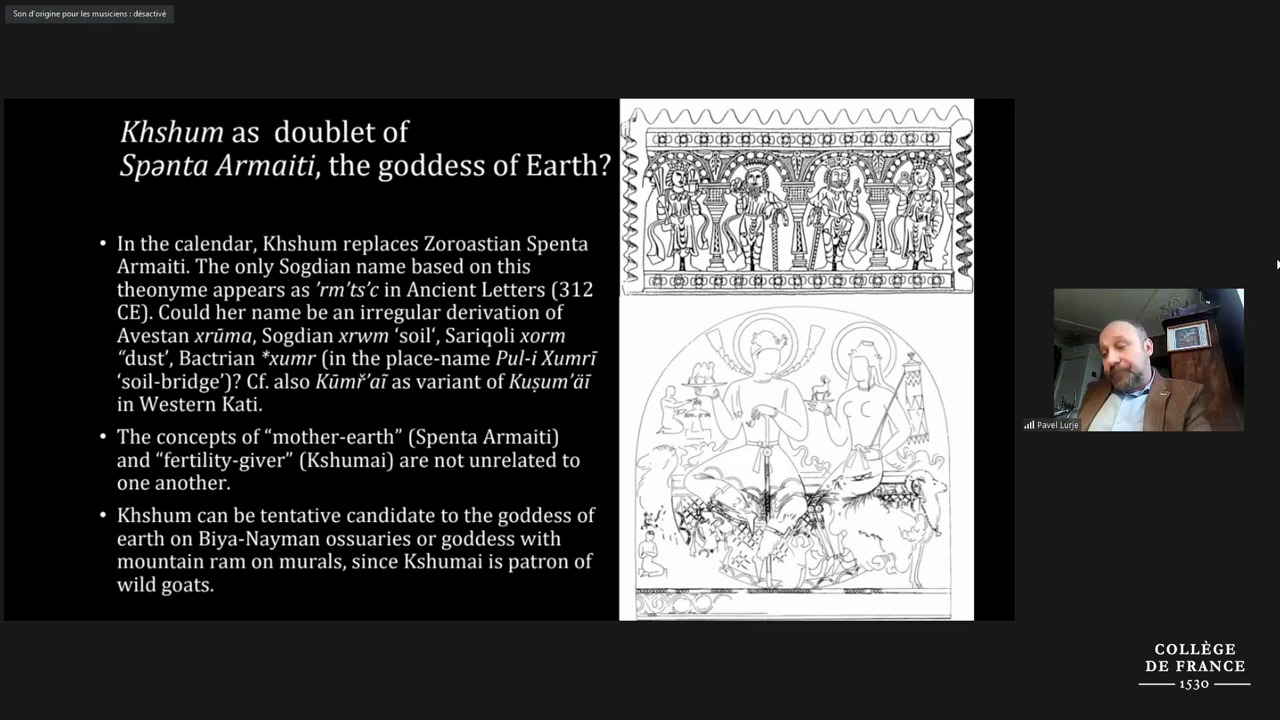 Son d'origine pour les musiciens : désactivé
Khshum as doublet of
Spənta Armaiti, the goddess of Earth?
• In the calendar, Khshum replaces Zoroastian Spenta
Armaiti. The only Sogdian name based on this
theonyme appears as ’rm’ts’c in Ancient Letters (312
CE). Could her name be an irregular derivation of
Avestan xrūma, Sogdian xrwm ‘soil‘, Sariqoli xorm
“dust’, Bactrian *xumr (in the place-name Pul-i Xumrī
‘soil-bridge’)? Cf. also Kūmř’aĩ as variant of Kuṣum’äĩ
in Western Kati.
• The concepts of “mother-earth” (Spenta Armaiti)
and “fertility-giver” (Kshumai) are not unrelated to
one another.
• Khshum can be tentative candidate to the goddess of
earth on Biya-Nayman ossuaries or goddess with
mountain ram on murals, since Kshumai is patron of
wild goats.
Pavel Lurje
COLLÈGE
DE FRANCE
1530